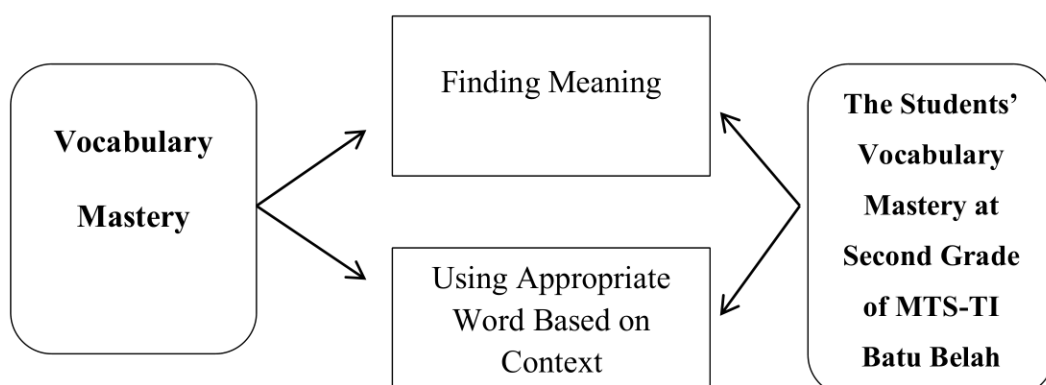 Vocabulary
Mastery
Finding Meaning
Using Appropriate
Word Based on
Context
The Students’
Vocabulary
Mastery at
Second Grade
of MTS-TI
Batu Belah